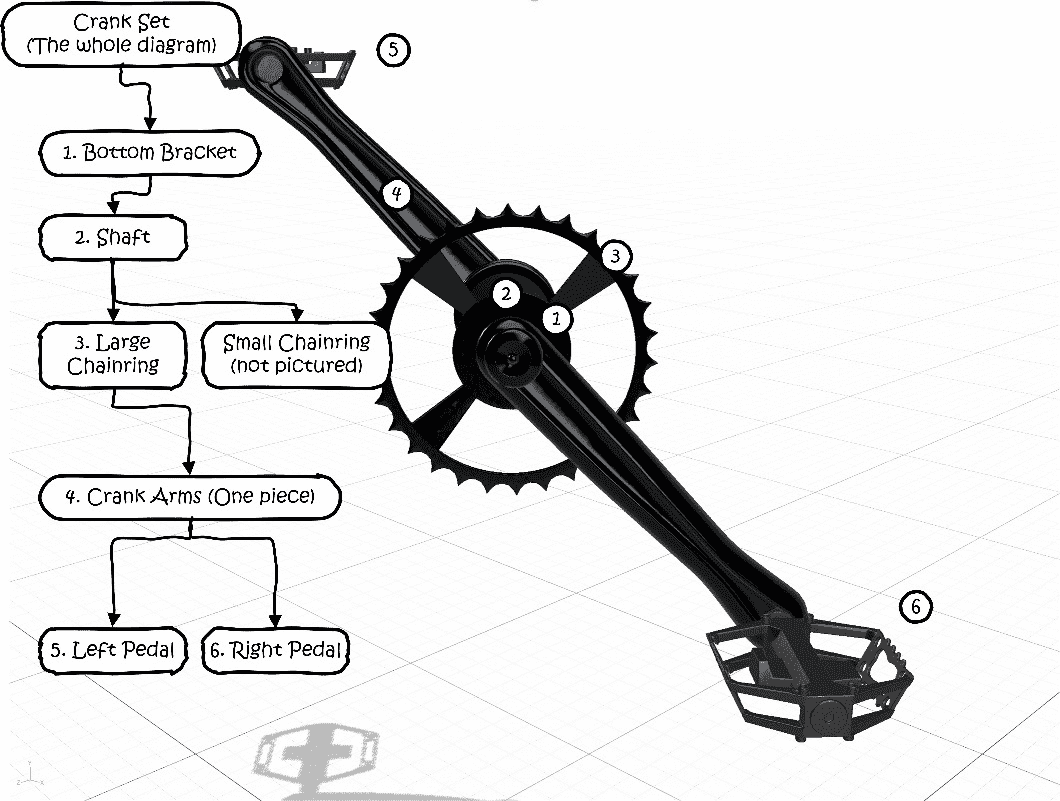 Crank Set
(The whole diagram)
1. Bottom Bracket
2. Shaft
3. Large
Chainring
Small Chainring
(not pictured)
4. Crank Arms (One piece)
5. Left Pedal
6. Right Pedal
5
4
3
2
1
6